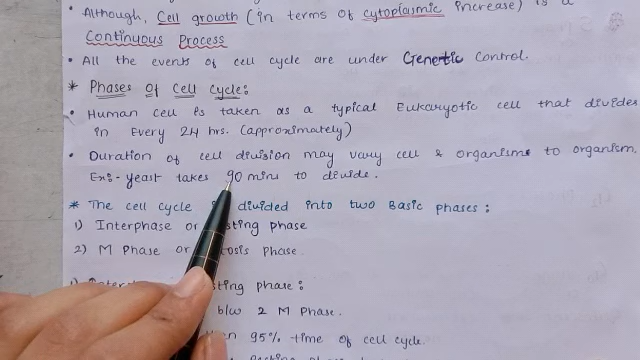 • Although, Cell growth (in terms of cytoplasmic increase) is a
Continuous Process
• All the events of cell cycle are under Genetic Control.
* Phases Of Cell Cycle:
• Human cell is taken as a typical Eukaryotic cell that divides
in Every 24 hrs. (approximately)
• Duration of cell division may vary cell & organism to organism,
Ex:- yeast takes 90 mins to divide.
* The cell cycle divided into two Basic phases:
1) Interphase or sting phase
2) M Phase or tosis phase.
1) sting phase:
b/w 2 M Phase.
95% time of cell cycle.